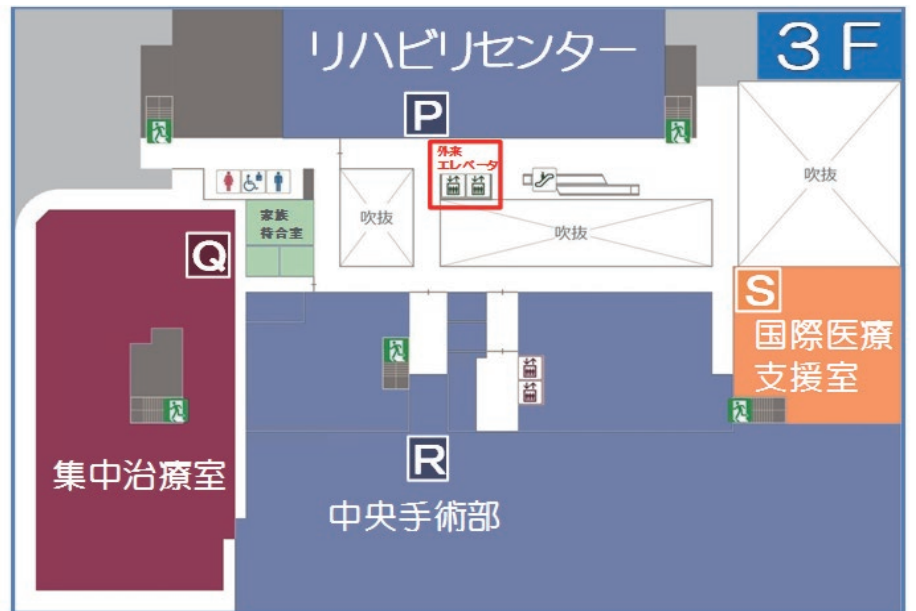 リハビリセンター
3F
P
外来
エレベータ
吹抜
家族
待合室
吹抜
吹抜
Q
S
国際医療
支援室
R
集中治療室
中央手術部